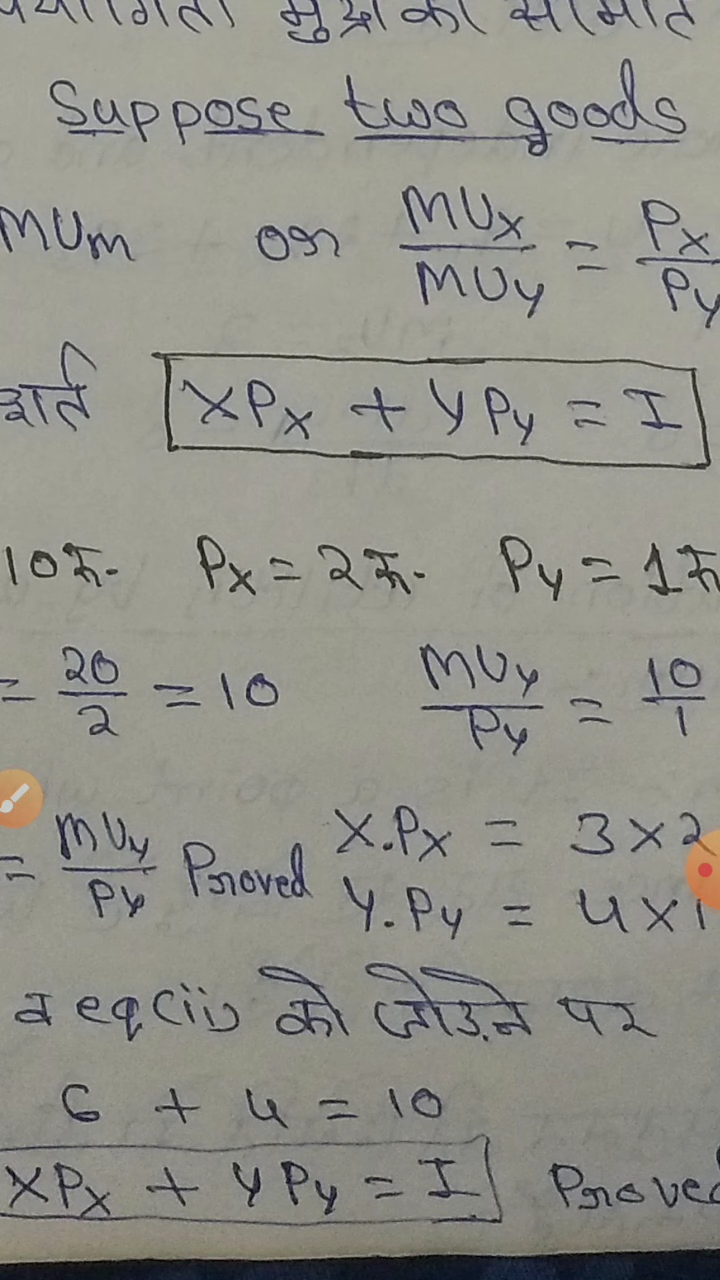 मुद्रा की सीमांत
Suppose two goods
MUm or MUx/MUy = Px/Py
शर्त XPx + YPy = I
10रु. Px = 2रु. Py = 1रु
= 20/2 = 10 MUy/Py = 10/1
= MUy/Py Proved X.Px = 3×2
Y.Py = 4×1
व eq(ii) को जोड़ने पर
6 + 4 = 10
XPx + YPy = I Proved